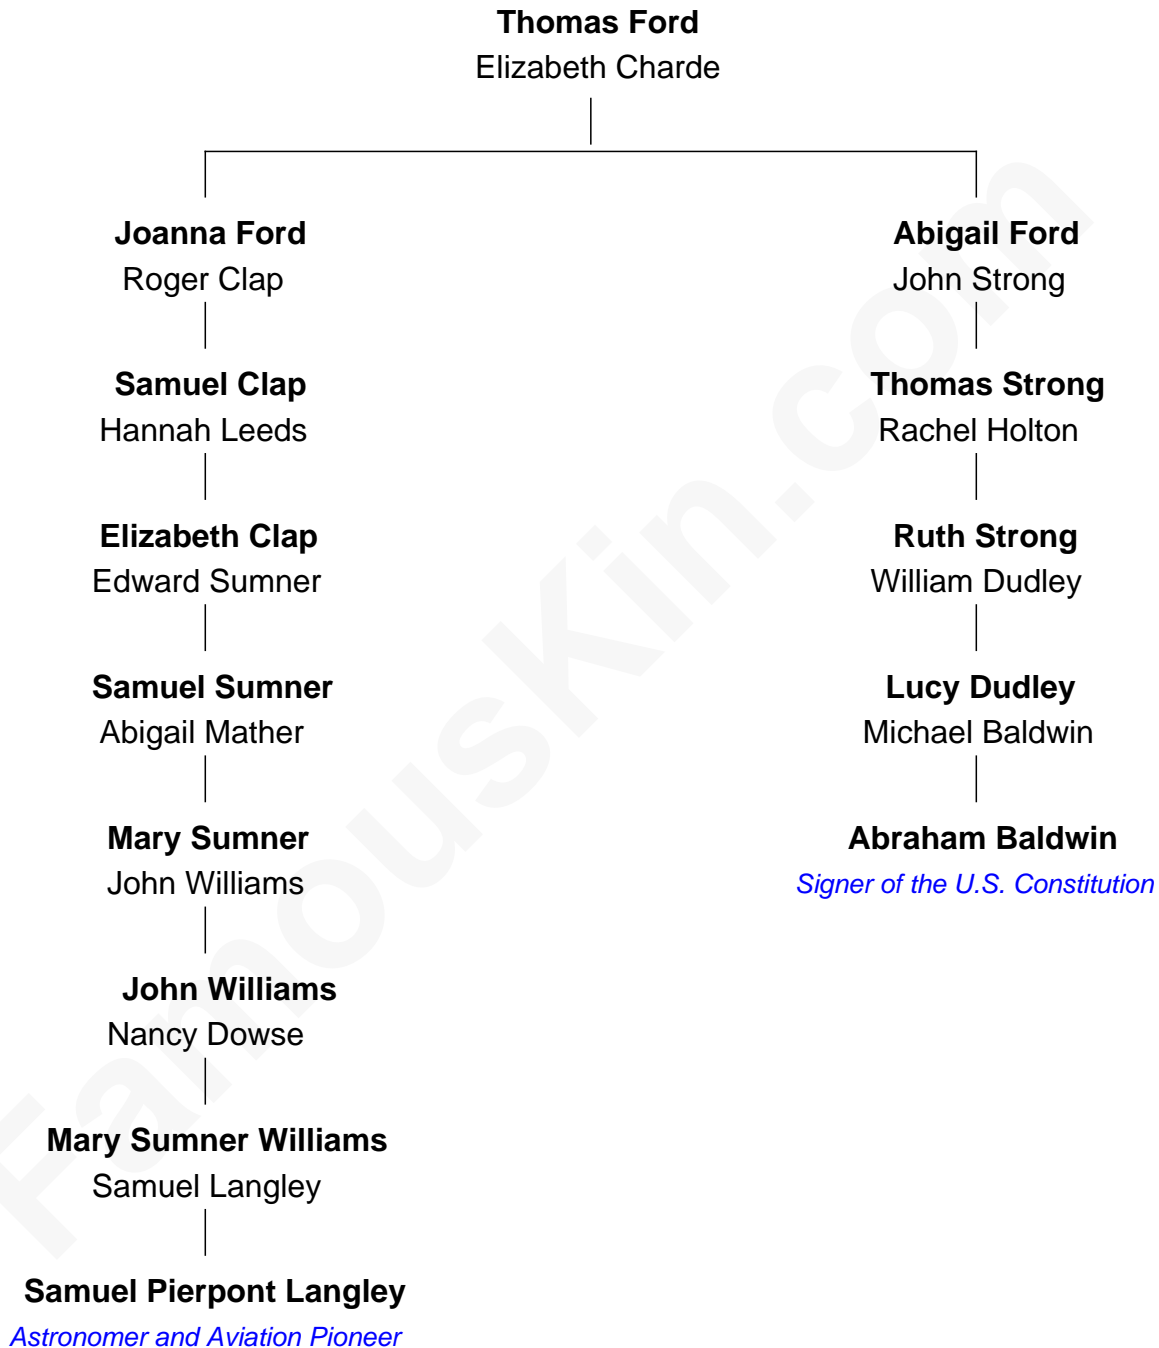 Thomas Ford
Elizabeth Charde
Joanna Ford
Roger Clap
Abigail Ford
John Strong
Samuel Clap
Hannah Leeds
Thomas Strong
Rachel Holton
Elizabeth Clap
Edward Sumner
Ruth Strong
William Dudley
Samuel Sumner
Abigail Mather
Lucy Dudley
Michael Baldwin
Mary Sumner
John Williams
Abraham Baldwin
Signer of the U.S. Constitution
John Williams
Nancy Dowse
Mary Sumner Williams
Samuel Langley
Samuel Pierpont Langley
Astronomer and Aviation Pioneer
FamousKin.com